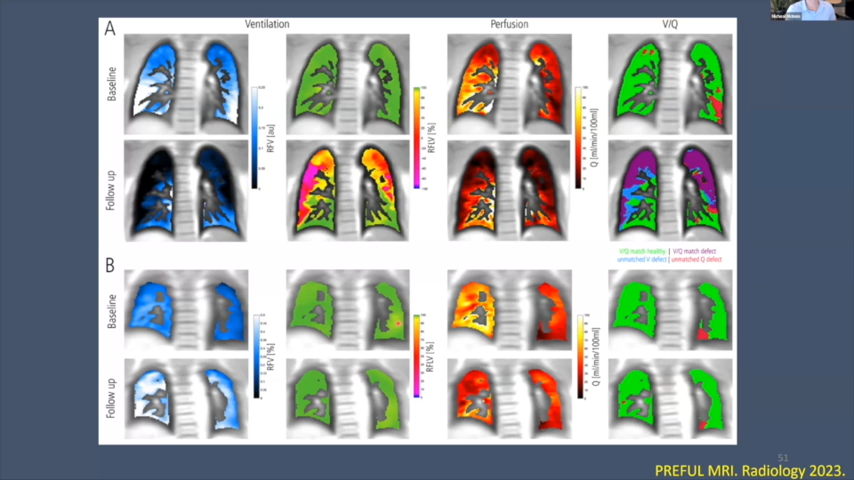 A
Ventilation
Perfusion
V/Q
Baseline
RFV [au]
RFLV [%]
Q [ml/min/100ml]
Follow up
V/Q match healthy | V/Q match defect
unmatched V defect | unmatched Q defect
B
Baseline
RFV [%]
RFLV [%]
Q [ml/min/100ml]
Follow up
51
PREFUL MRI. Radiology 2023.